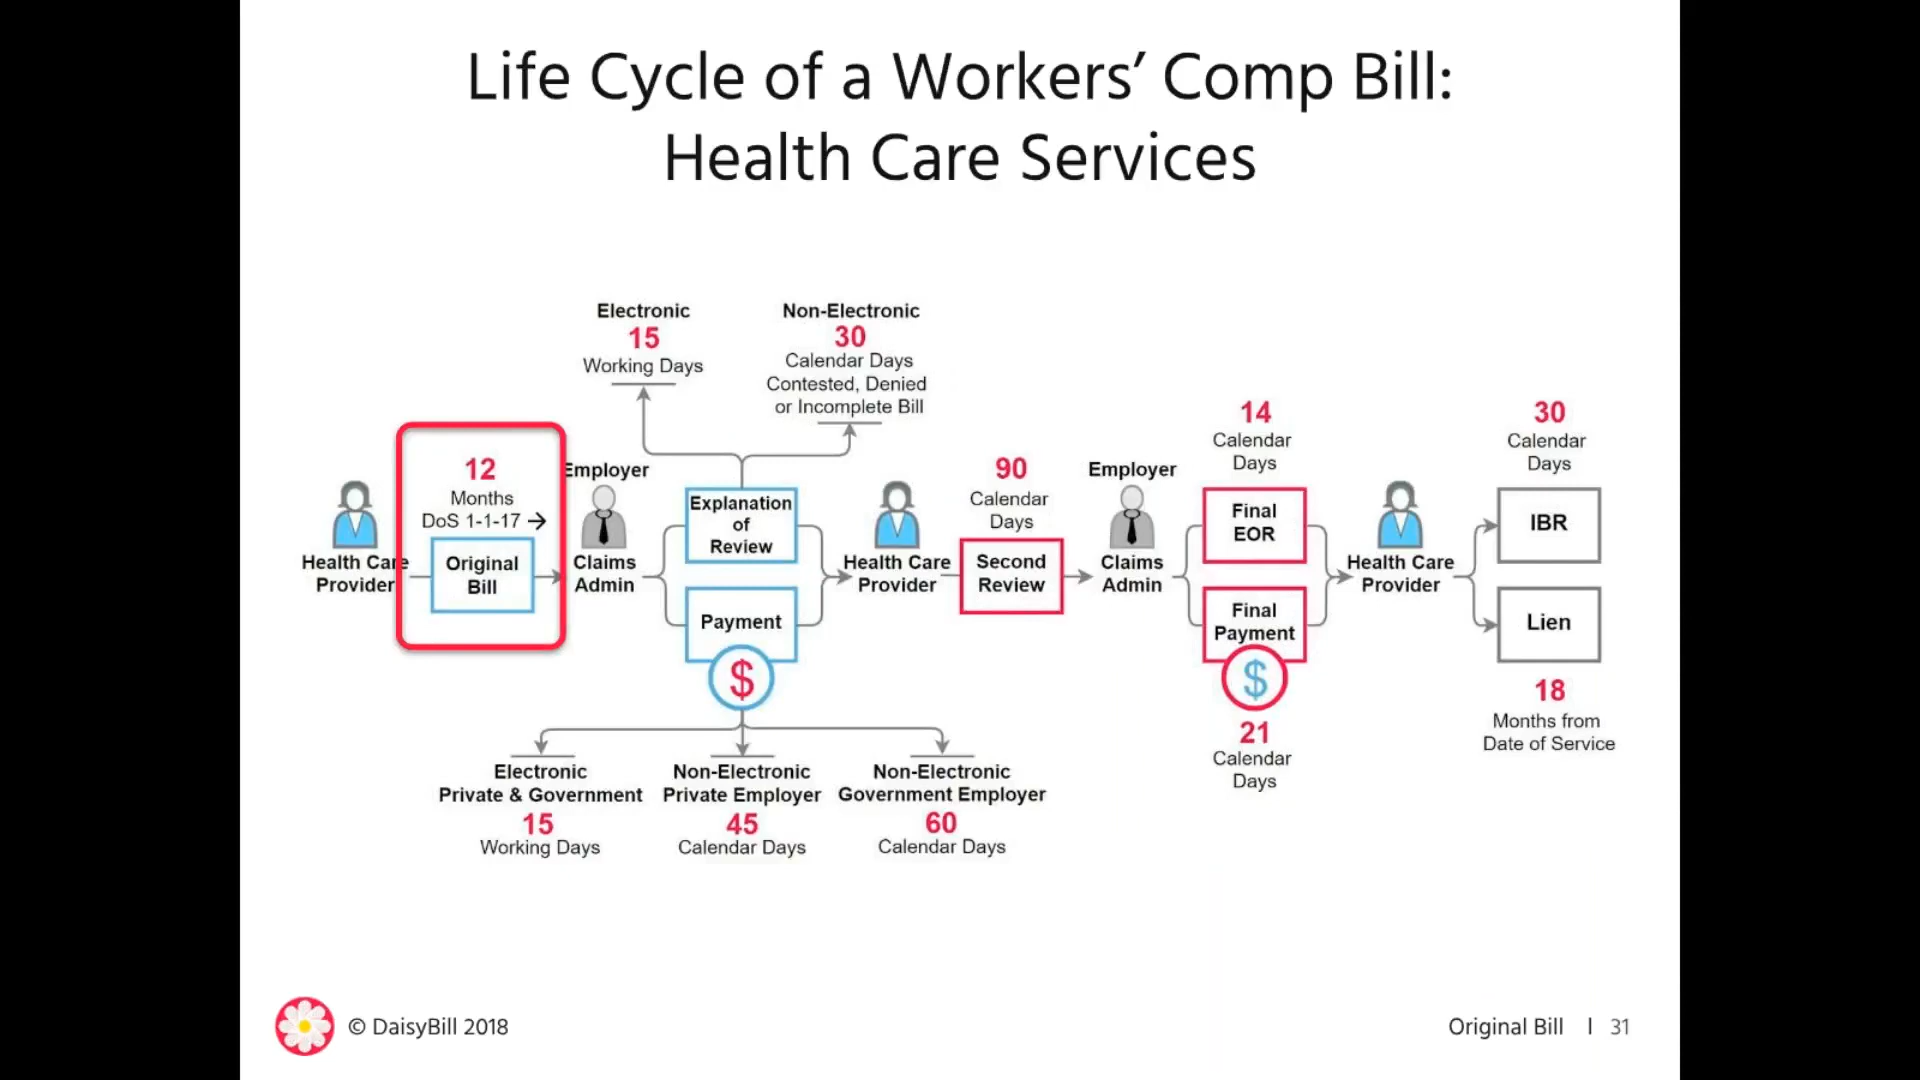 Life Cycle of a Workers’ Comp Bill:
Health Care Services
Electronic
15
Working Days
Non-Electronic
30
Calendar Days
Contested, Denied
or Incomplete Bill
Health Care
Provider
12
Months
DoS 1-1-17 →
Original
Bill
Employer
Claims
Admin
Explanation
of
Review
Payment
$
Electronic
Private & Government
15
Working Days
Non-Electronic
Private Employer
45
Calendar Days
Non-Electronic
Government Employer
60
Calendar Days
Health Care
Provider
90
Calendar
Days
Second
Review
Employer
Claims
Admin
14
Calendar
Days
Final
EOR
Final
Payment
$
21
Calendar
Days
Health Care
Provider
30
Calendar
Days
IBR
Lien
18
Months from
Date of Service
© DaisyBill 2018
Original Bill | 31